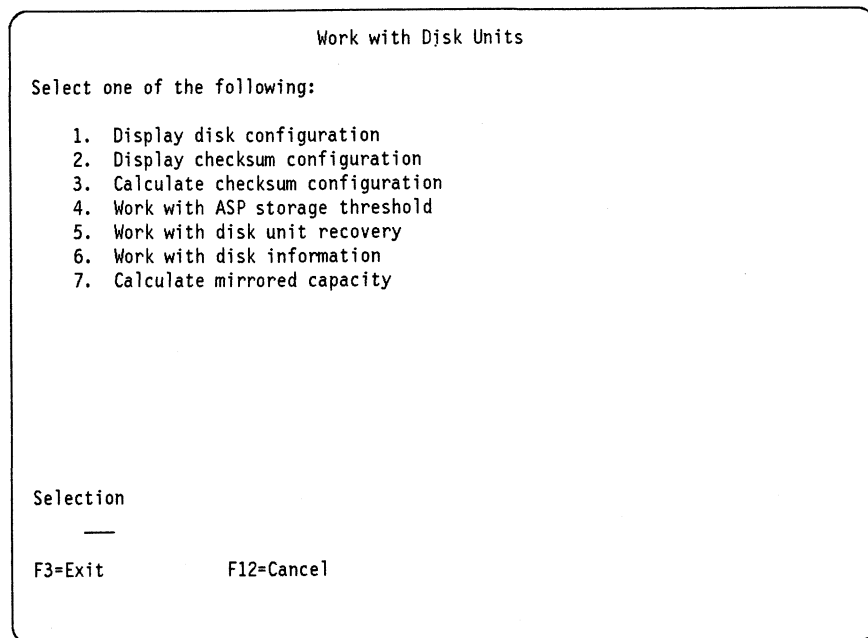 Work with Disk Units
Select one of the following:
1. Display disk configuration
2. Display checksum configuration
3. Calculate checksum configuration
4. Work with ASP storage threshold
5. Work with disk unit recovery
6. Work with disk information
7. Calculate mirrored capacity
Selection
F3=Exit F12=Cancel